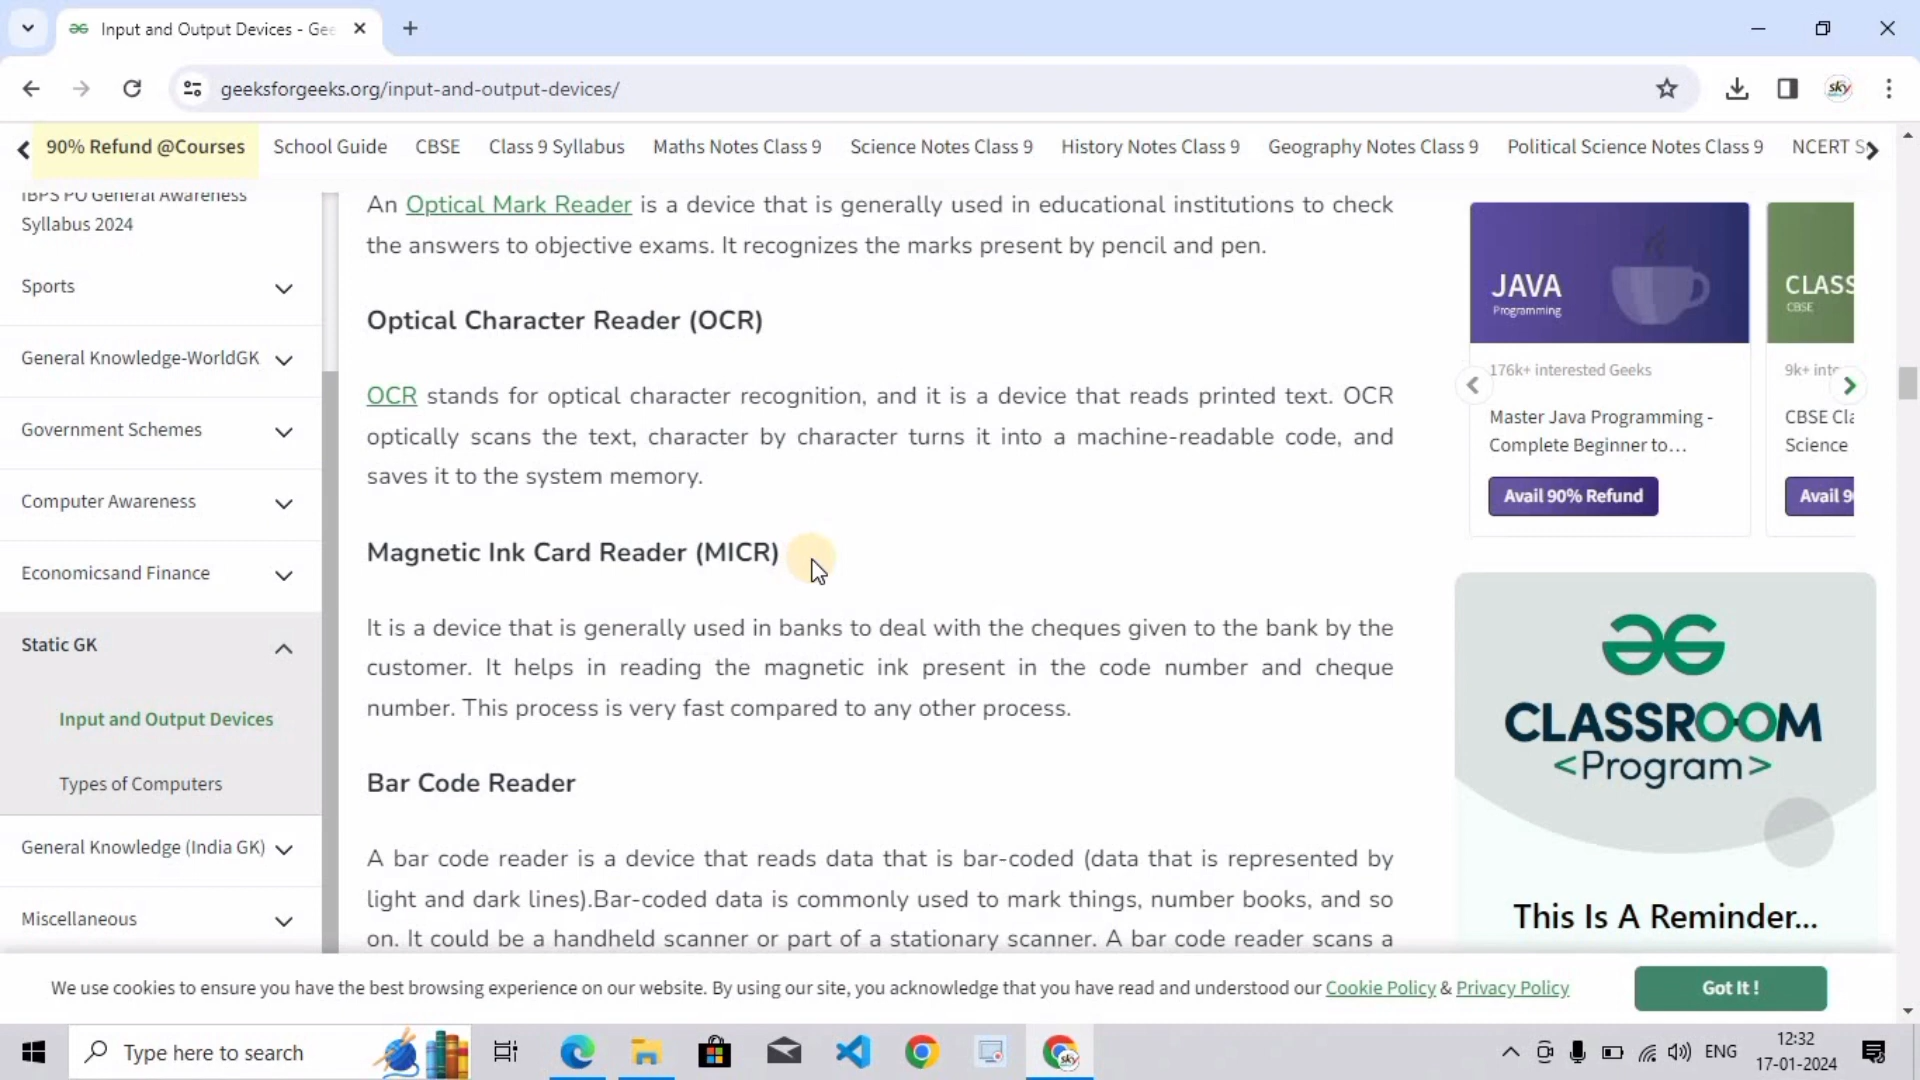 Input and Output Devices - Gee
geeksforgeeks.org/input-and-output-devices/
sky
90% Refund @Courses
School Guide
CBSE
Class 9 Syllabus
Maths Notes Class 9
Science Notes Class 9
History Notes Class 9
Geography Notes Class 9
Political Science Notes Class 9
NCERT S
IBPS PO General Awareness
Syllabus 2024
Sports
General Knowledge-WorldGK
Government Schemes
Computer Awareness
Economicsand Finance
Static GK
Input and Output Devices
Types of Computers
General Knowledge (India GK)
Miscellaneous
An Optical Mark Reader is a device that is generally used in educational institutions to check
the answers to objective exams. It recognizes the marks present by pencil and pen.
Optical Character Reader (OCR)
OCR stands for optical character recognition, and it is a device that reads printed text. OCR
optically scans the text, character by character turns it into a machine-readable code, and
saves it to the system memory.
Magnetic Ink Card Reader (MICR)
It is a device that is generally used in banks to deal with the cheques given to the bank by the
customer. It helps in reading the magnetic ink present in the code number and cheque
number. This process is very fast compared to any other process.
Bar Code Reader
A bar code reader is a device that reads data that is bar-coded (data that is represented by
light and dark lines).Bar-coded data is commonly used to mark things, number books, and so
on. It could be a handheld scanner or part of a stationary scanner. A bar code reader scans a
JAVA
Programming
176k+ interested Geeks
Master Java Programming -
Complete Beginner to...
Avail 90% Refund
CLASS
CBSE
9k+ inte
CBSE Cla
Science
Avail 9
CLASSROOM
<Program>
This Is A Reminder...
We use cookies to ensure you have the best browsing experience on our website. By using our site, you acknowledge that you have read and understood our Cookie Policy & Privacy Policy
Got It !
Type here to search
sky
ENG
12:32
17-01-2024